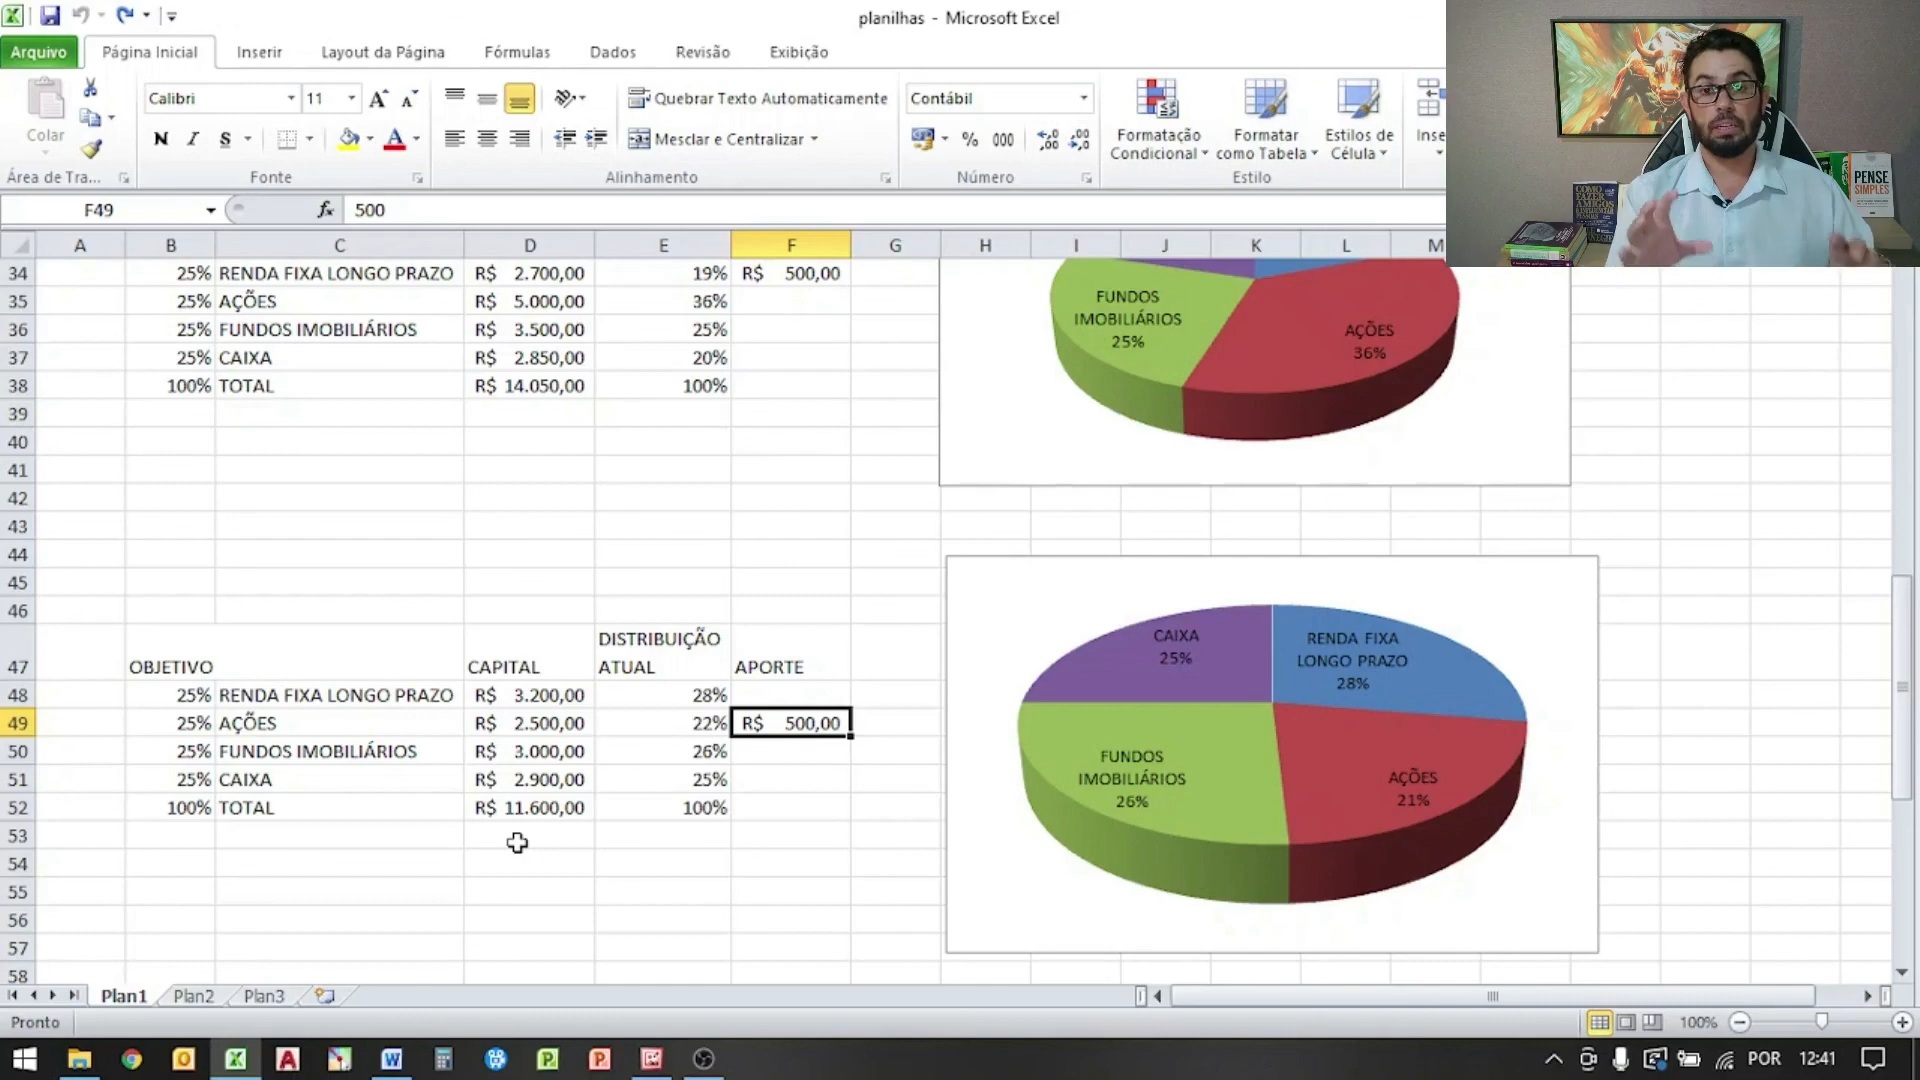 planilhas - Microsoft Excel
Arquivo Página Inicial Inserir Layout da Página Fórmulas Dados Revisão Exibição
Colar
Calibri 11
Quebrar Texto Automaticamente
Contábil
N I S
Mesclar e Centralizar
% 000
Formatação Condicional
Formatar como Tabela
Estilos de Célula
Inse
Área de Tra... Fonte Alinhamento Número Estilo
F49 fx 500
A B C D E F G H I J K L M
34 25% RENDA FIXA LONGO PRAZO R$ 2.700,00 19% R$ 500,00
35 25% AÇÕES R$ 5.000,00 36%
36 25% FUNDOS IMOBILIÁRIOS R$ 3.500,00 25%
37 25% CAIXA R$ 2.850,00 20%
38 100% TOTAL R$ 14.050,00 100%
39
40
41
42
43
44
45
46
DISTRIBUIÇÃO
47 OBJETIVO CAPITAL ATUAL APORTE
48 25% RENDA FIXA LONGO PRAZO R$ 3.200,00 28%
49 25% AÇÕES R$ 2.500,00 22% R$ 500,00
50 25% FUNDOS IMOBILIÁRIOS R$ 3.000,00 26%
51 25% CAIXA R$ 2.900,00 25%
52 100% TOTAL R$ 11.600,00 100%
53
54
55
56
57
58
FUNDOS
IMOBILIÁRIOS
25%
AÇÕES
36%
CAIXA
25%
RENDA FIXA
LONGO PRAZO
28%
FUNDOS
IMOBILIÁRIOS
26%
AÇÕES
21%
COMO
FAZER
AMIGOS
PENSE
SIMPLES
Plan1 Plan2 Plan3
Pronto 100%
POR 12:41